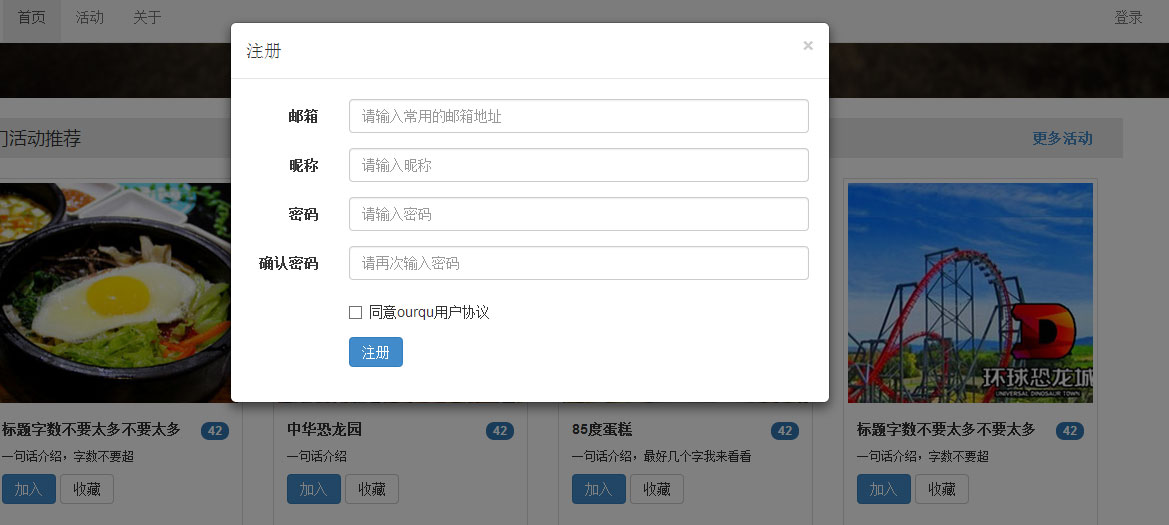 首页 活动 关于 登录
注册 ×
邮箱 请输入常用的邮箱地址
昵称 请输入昵称
密码 请输入密码
确认密码 请再次输入密码
同意ourqu用户协议
注册
门活动推荐 更多活动
环球恐龙城
UNIVERSAL DINOSAUR TOWN
标题字数不要太多不要太多 42
一句话介绍，字数不要超
加入 收藏
中华恐龙园 42
一句话介绍
加入 收藏
85度蛋糕 42
一句话介绍，最好几个字我来看看
加入 收藏
标题字数不要太多不要太多 42
一句话介绍，字数不要超
加入 收藏